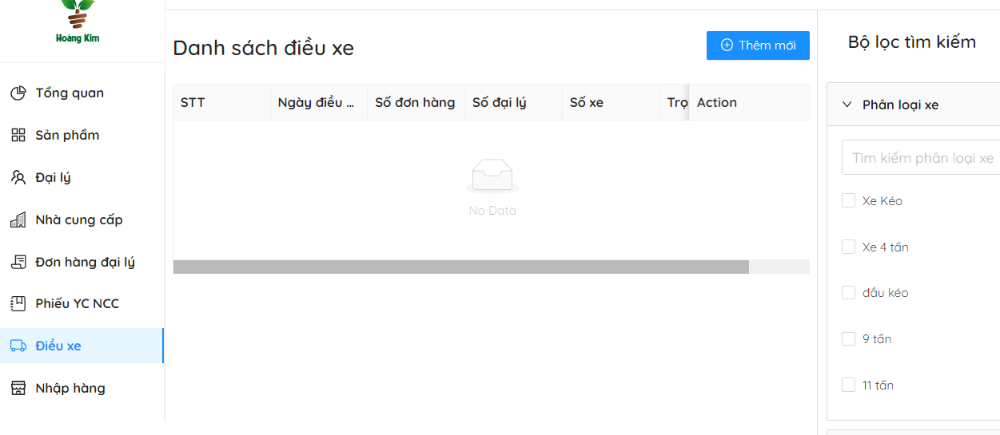 Hoàng Kim
Tổng quan
Sản phẩm
Đại lý
Nhà cung cấp
Đơn hàng đại lý
Phiếu YC NCC
Điều xe
Nhập hàng
Danh sách điều xe
Thêm mới
STT
Ngày điều ...
Số đơn hàng
Số đại lý
Số xe
Trọ
Action
No Data
Bộ lọc tìm kiếm
Phân loại xe
Tìm kiếm phân loại xe
Xe Kéo
Xe 4 tấn
đầu kéo
9 tấn
11 tấn